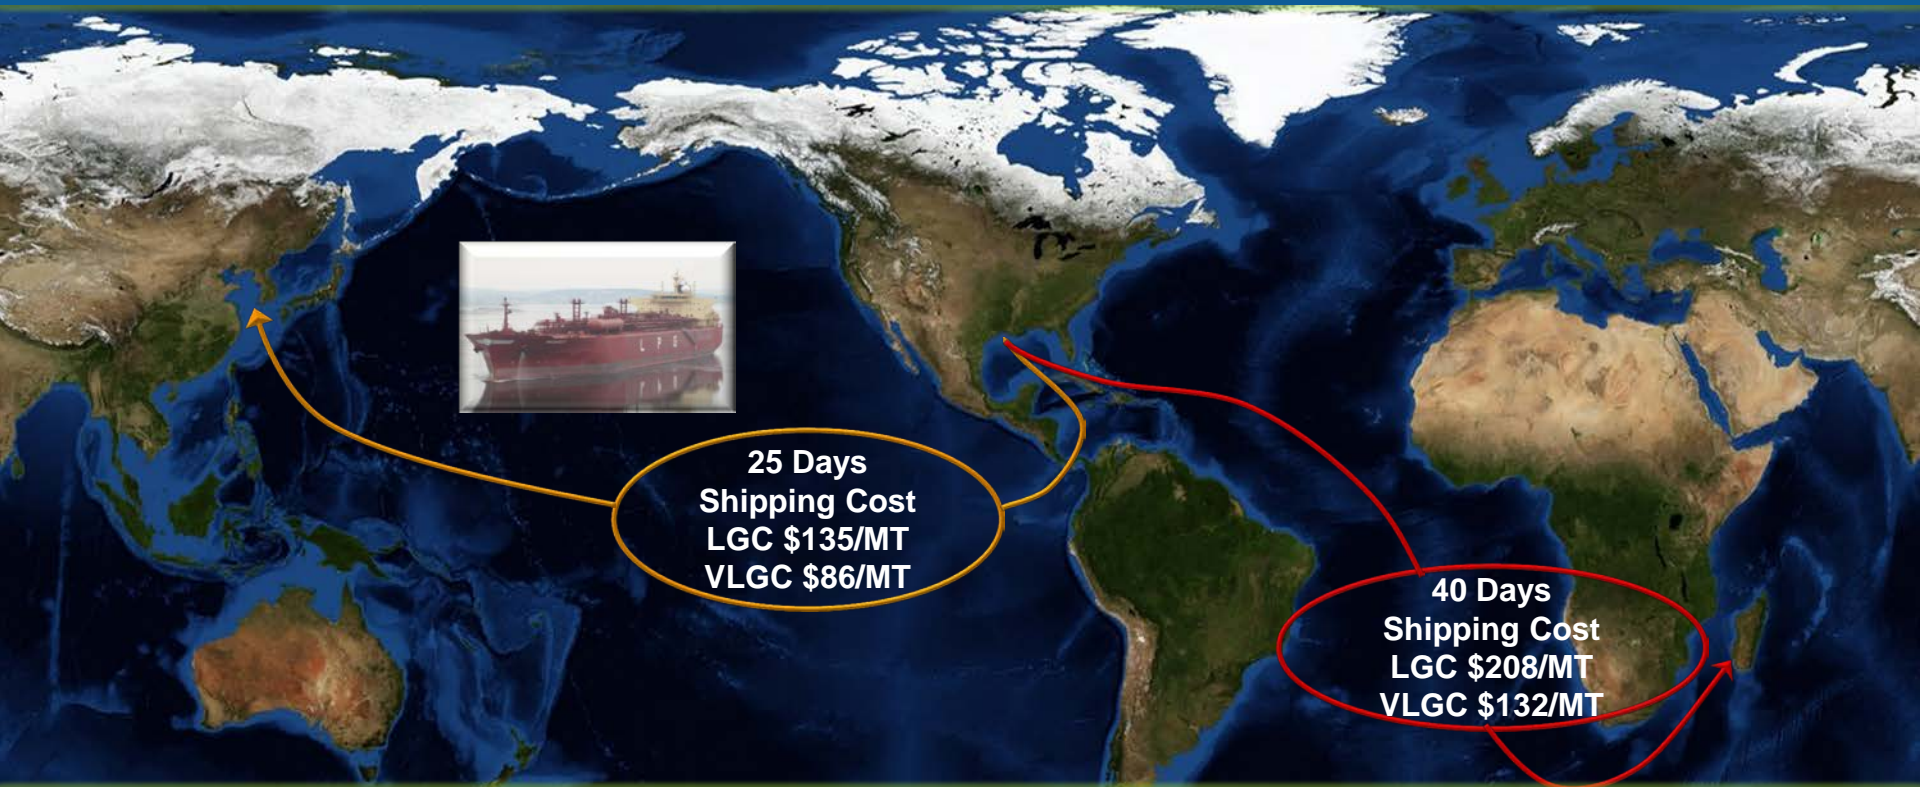 25 Days
Shipping Cost
LGC $135/MT
VLGC $86/MT
40 Days
Shipping Cost
LGC $208/MT
VLGC $132/MT
L P G